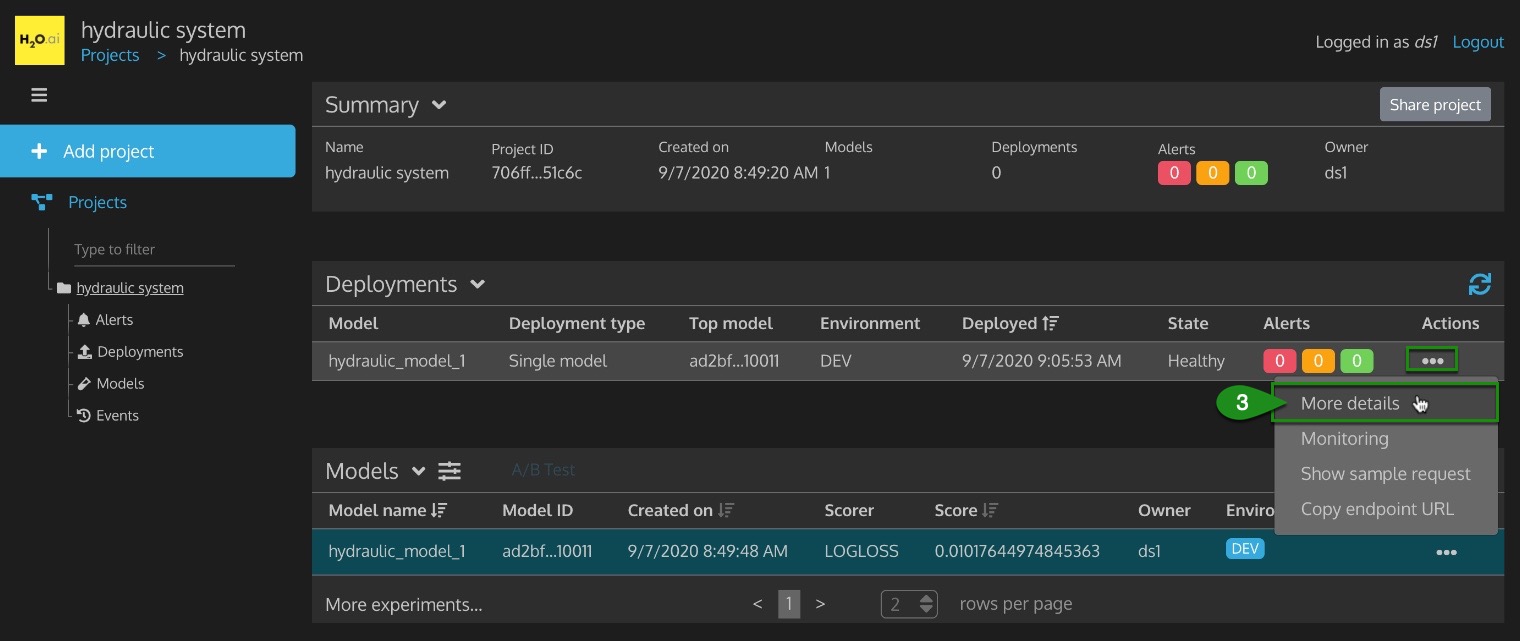 H2O.ai
hydraulic system
Projects > hydraulic system
Logged in as ds1 Logout
+ Add project
Projects
Type to filter
hydraulic system
Alerts
Deployments
Models
Events
Summary
Share project
Name Project ID Created on Models Deployments Alerts Owner
hydraulic system 706ff...51c6c 9/7/2020 8:49:20 AM 1 0 0 0 0 ds1
Deployments
Model Deployment type Top model Environment Deployed State Alerts Actions
hydraulic_model_1 Single model ad2bf...10011 DEV 9/7/2020 9:05:53 AM Healthy 0 0 0 •••
3 More details
Monitoring
Show sample request
Copy endpoint URL
Models A/B Test
Model name Model ID Created on Scorer Score Owner Enviro
hydraulic_model_1 ad2bf...10011 9/7/2020 8:49:48 AM LOGLOSS 0.01017644974845363 ds1 DEV •••
More experiments... < 1 > 2 rows per page